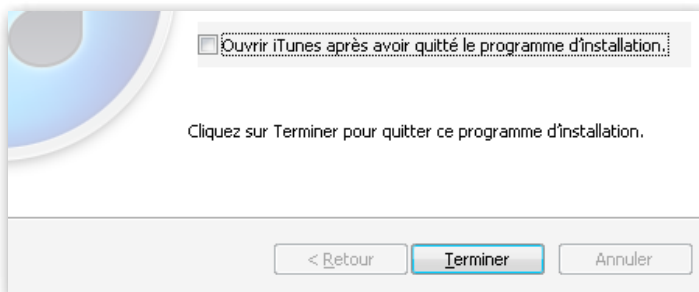 Ouvrir iTunes après avoir quitté le programme d'installation.
Cliquez sur Terminer pour quitter ce programme d'installation.
< Retour
Terminer
Annuler